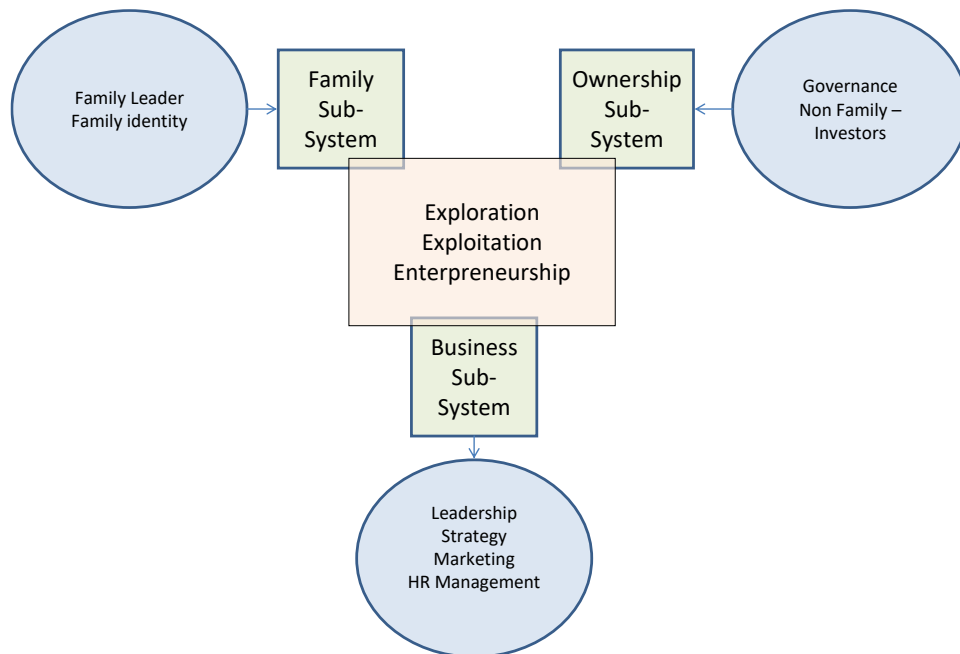 Family Leader
Family identity
Family
Sub-
System
Ownership
Sub-
System
Governance
Non Family –
Investors
Exploration
Exploitation
Enterpreneurship
Business
Sub-
System
Leadership
Strategy
Marketing
HR Management